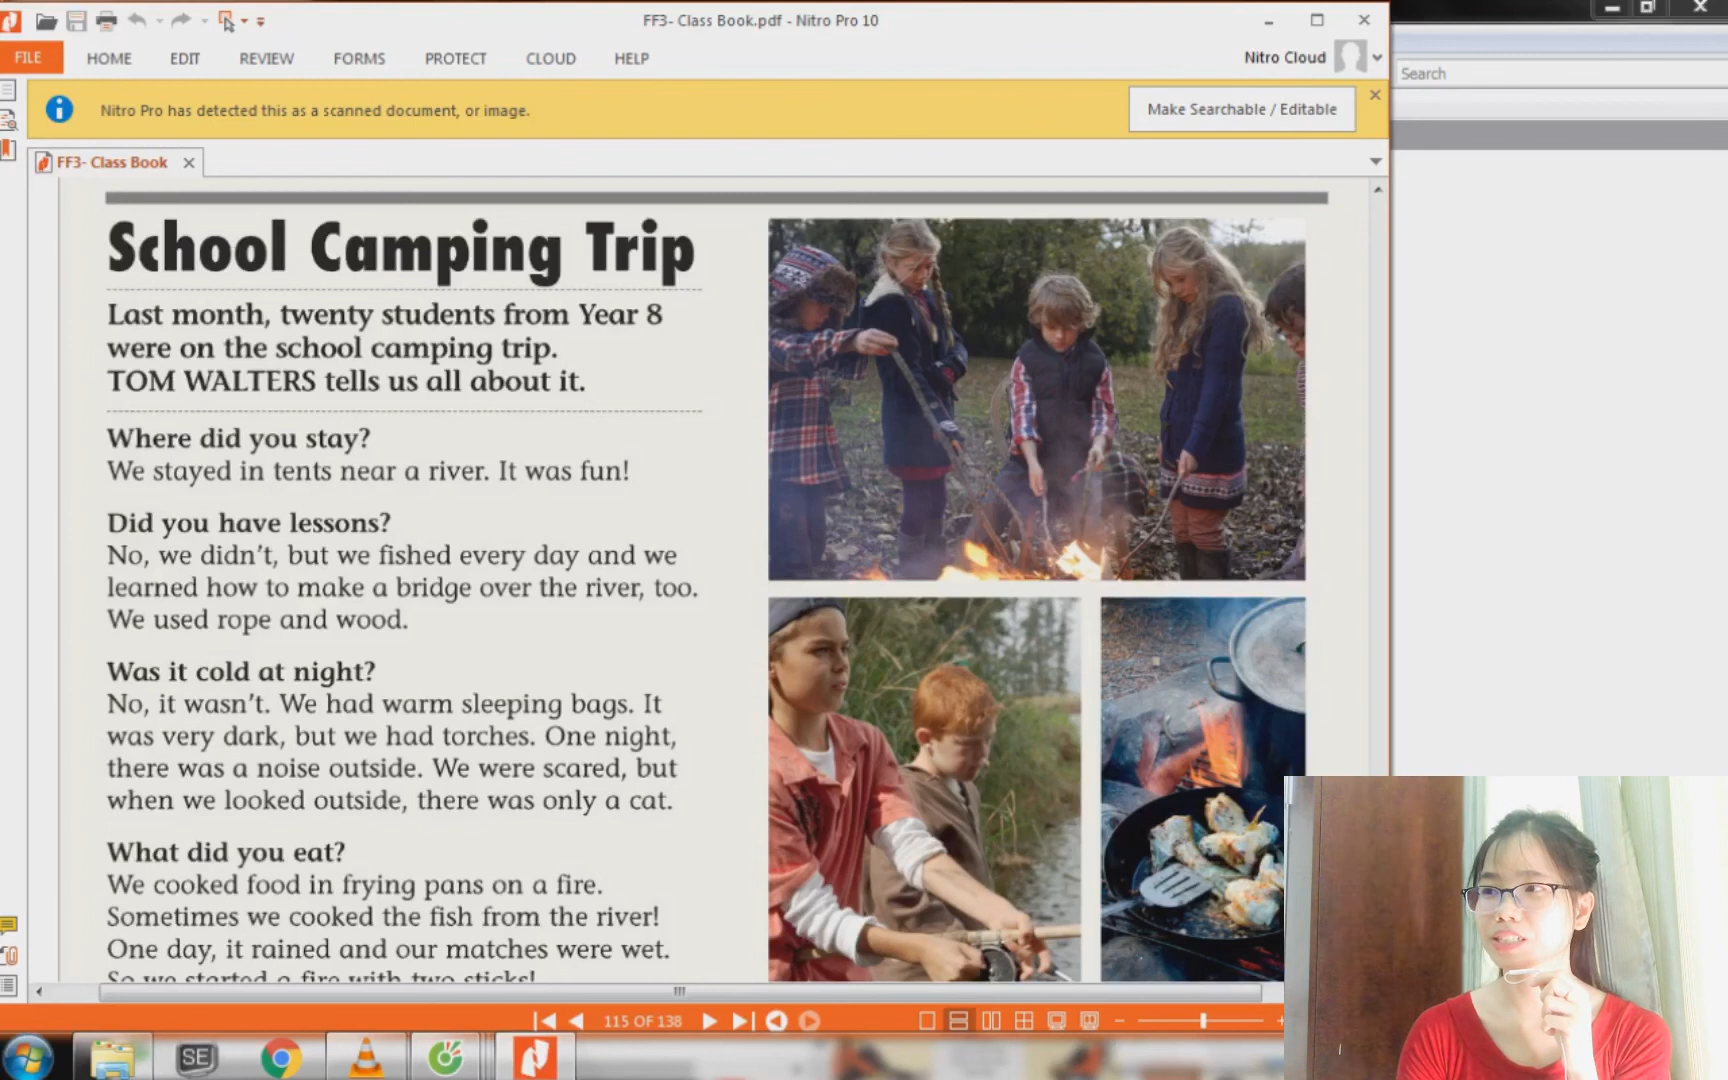 FF3- Class Book.pdf - Nitro Pro 10
FILE
HOME
EDIT
REVIEW
FORMS
PROTECT
CLOUD
HELP
Nitro Cloud
Search
Nitro Pro has detected this as a scanned document, or image.
Make Searchable / Editable
FF3- Class Book
School Camping Trip
Last month, twenty students from Year 8
were on the school camping trip.
TOM WALTERS tells us all about it.
Where did you stay?
We stayed in tents near a river. It was fun!
Did you have lessons?
No, we didn't, but we fished every day and we
learned how to make a bridge over the river, too.
We used rope and wood.
Was it cold at night?
No, it wasn't. We had warm sleeping bags. It
was very dark, but we had torches. One night,
there was a noise outside. We were scared, but
when we looked outside, there was only a cat.
What did you eat?
We cooked food in frying pans on a fire.
Sometimes we cooked the fish from the river!
One day, it rained and our matches were wet.
So we started a fire with two sticks!
115 OF 138
SE